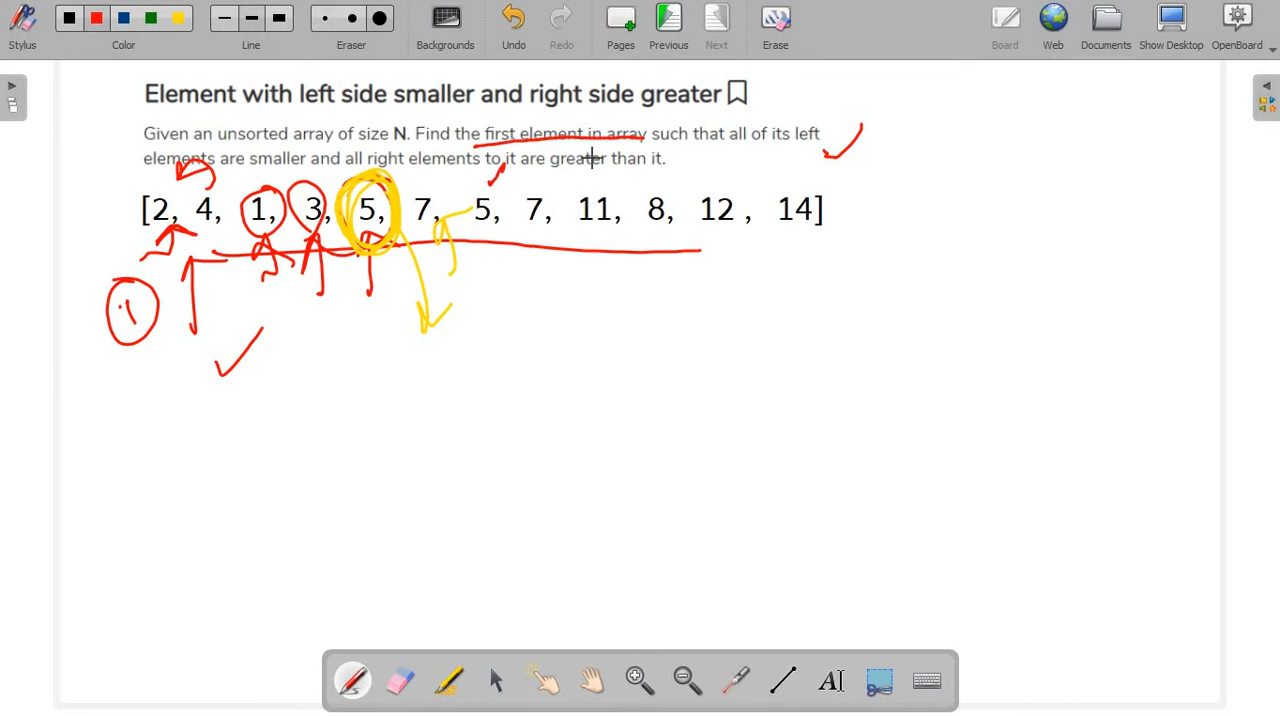 Stylus Color Line Eraser Backgrounds Undo Redo Pages Previous Next Erase Board Web Documents Show Desktop OpenBoard
Element with left side smaller and right side greater
Given an unsorted array of size N. Find the first element in array such that all of its left
elements are smaller and all right elements to it are greater than it.
[2, 4, 1, 3, 5, 7, 5, 7, 11, 8, 12 , 14]